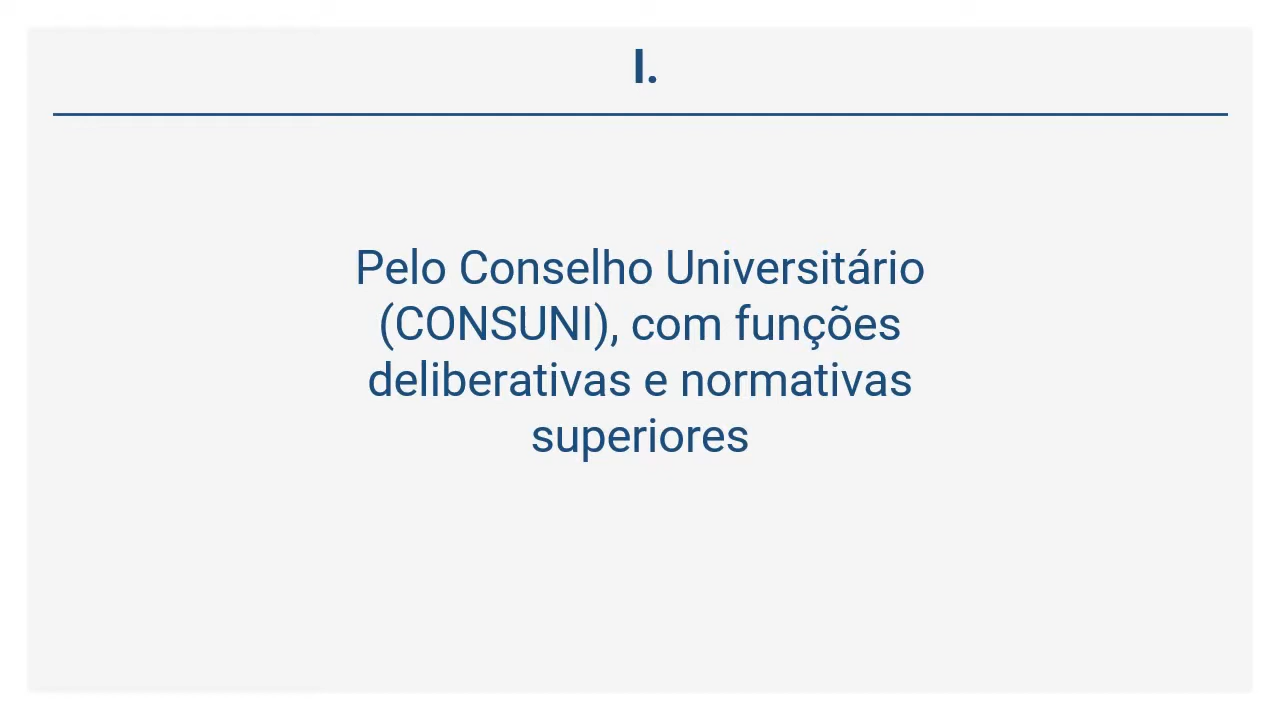 I.
Pelo Conselho Universitário
(CONSUNI), com funções
deliberativas e normativas
superiores